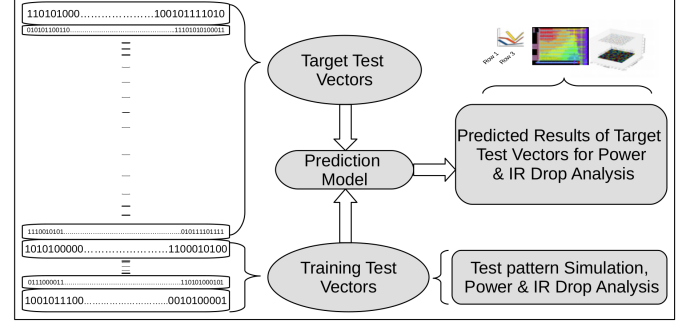 110101000......................100101111010
010101100110...................................................11101010100011
Target Test
Vectors
Row 1
Row 3
Prediction
Model
Predicted Results of Target
Test Vectors for Power
& IR Drop Analysis
1110010101........................................................010111101111
1010100000........................1100010100
Training Test
Vectors
Test pattern Simulation,
Power & IR Drop Analysis
0111000011........................................................110101000101
1001011100.............................0010100001